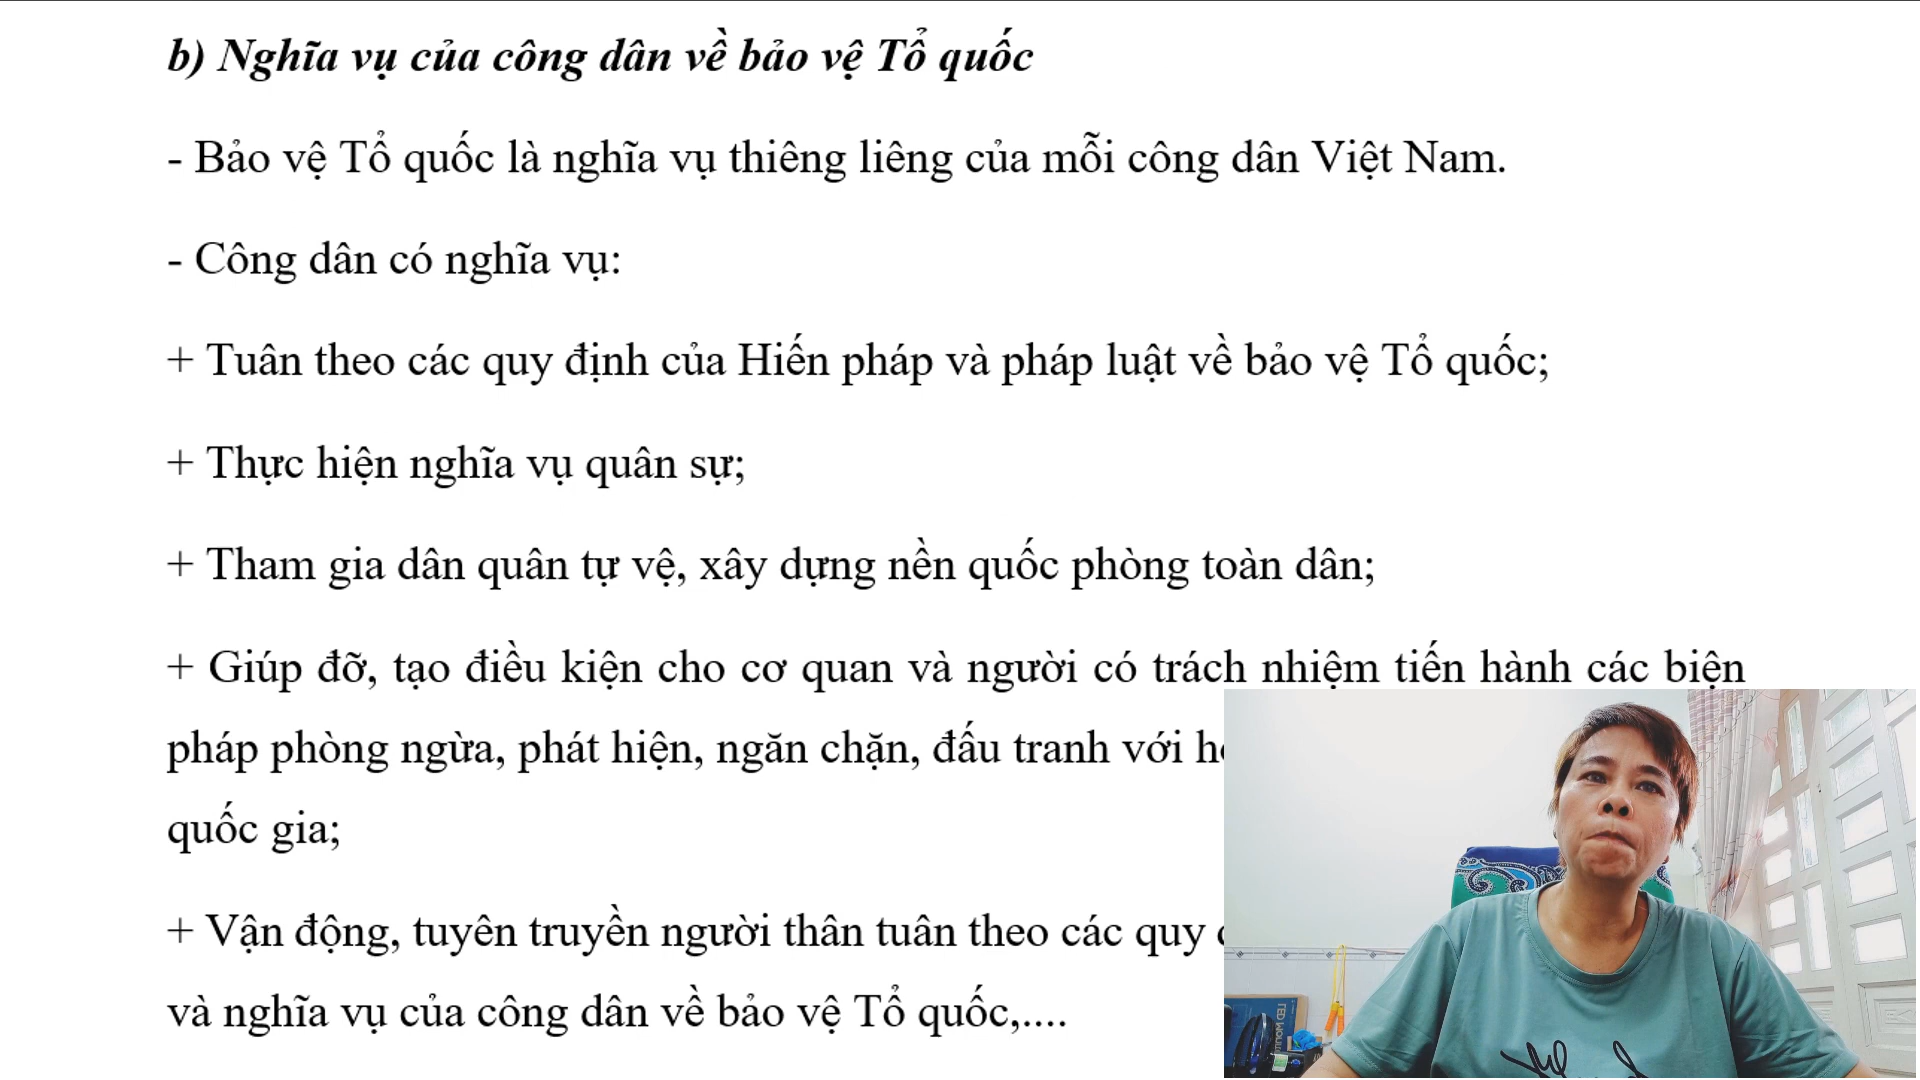 b) Nghĩa vụ của công dân về bảo vệ Tổ quốc
- Bảo vệ Tổ quốc là nghĩa vụ thiêng liêng của mỗi công dân Việt Nam.
- Công dân có nghĩa vụ:
+ Tuân theo các quy định của Hiến pháp và pháp luật về bảo vệ Tổ quốc;
+ Thực hiện nghĩa vụ quân sự;
+ Tham gia dân quân tự vệ, xây dựng nền quốc phòng toàn dân;
+ Giúp đỡ, tạo điều kiện cho cơ quan và người có trách nhiệm tiến hành các biện
pháp phòng ngừa, phát hiện, ngăn chặn, đấu tranh với
quốc gia;
+ Vận động, tuyên truyền người thân tuân theo các quy
và nghĩa vụ của công dân về bảo vệ Tổ quốc,....